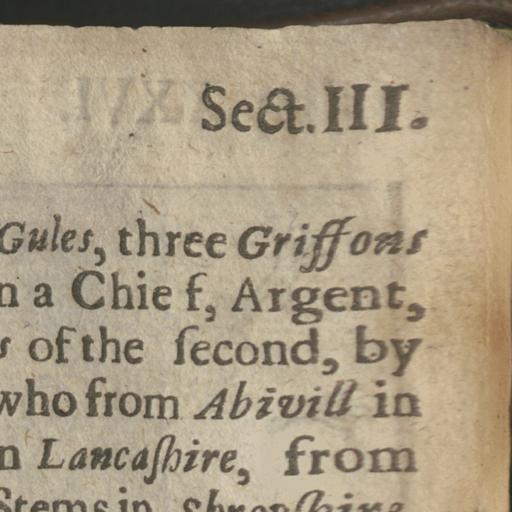 Sect.III.
Gules, three Griffons
n a Chief, Argent,
s of the ſecond, by
who from Abivill in
n Lancaſhire, from
Stems in Shropſhire,